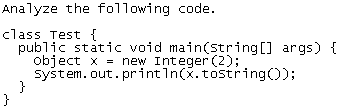 Analyze the following code.
class Test {
  public static void main(String[] args) {
    Object x = new Integer(2);
    System.out.println(x.toString());
  }
}